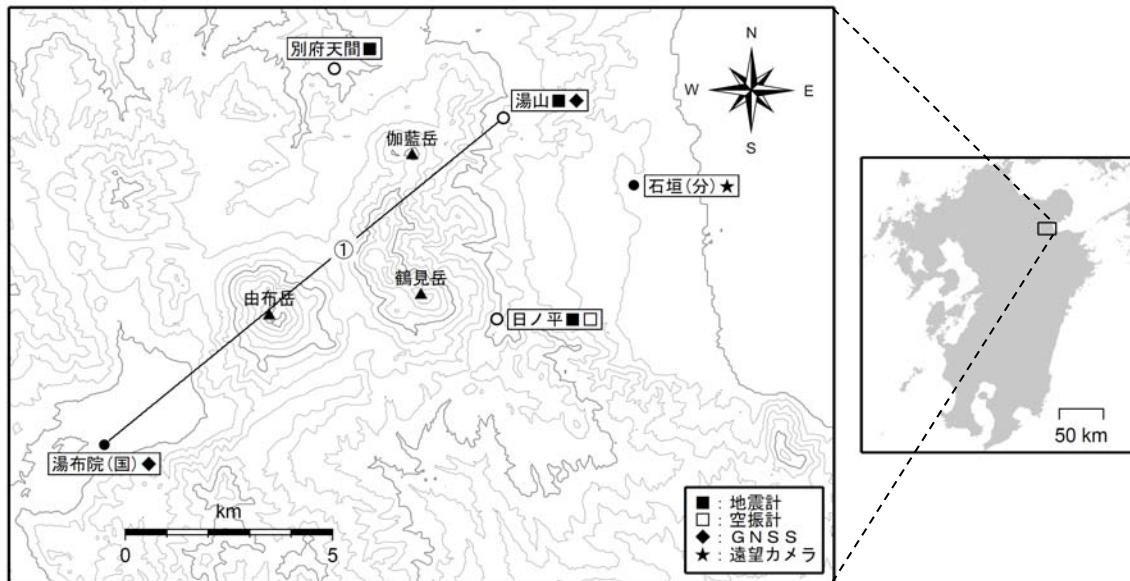 別府天間■
湯山■◆
伽藍岳
石垣(分)★
①
鶴見岳
由布岳
日ノ平■□
湯布院(国)◆
N
W E
S
km
0 5
■：地震計
□：空振計
◆：GNSS
★：遠望カメラ
50 km